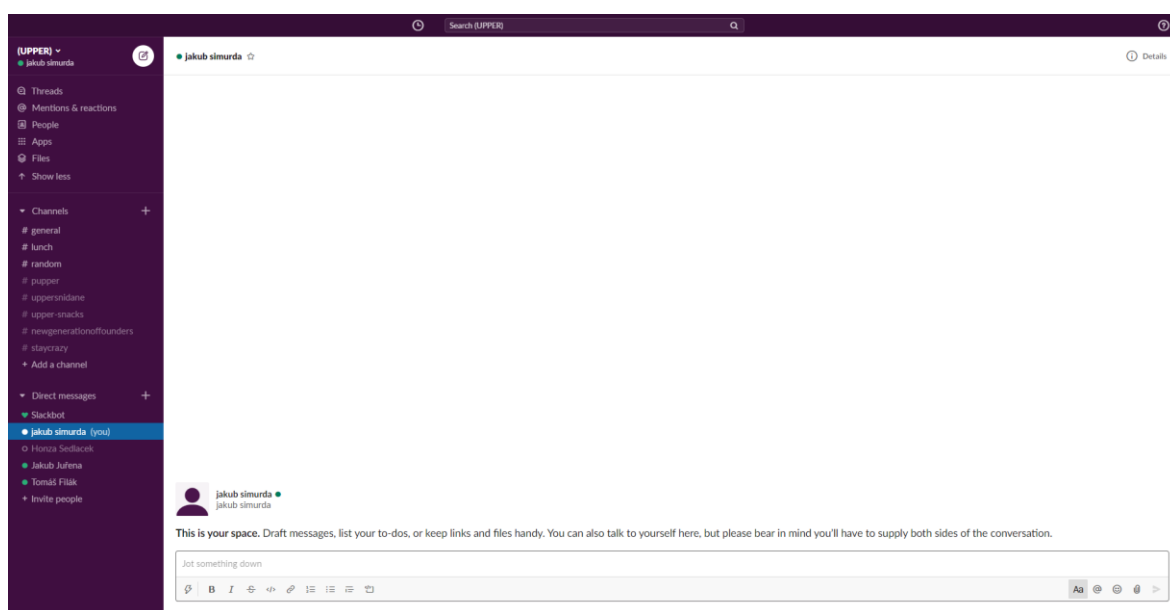 Search (UPPER)
(UPPER)
jakub simurda
Threads
Mentions & reactions
People
Apps
Files
Show less
Channels
# general
# lunch
# random
# pupper
# uppersnidane
# upper-snacks
# newgenerationoffounders
# staycrazy
+ Add a channel
Direct messages
Slackbot
jakub simurda (you)
Honza Sedlacek
Jakub Juřena
Tomáš Filák
+ Invite people
jakub simurda
Details
jakub simurda
jakub simurda
This is your space. Draft messages, list your to-dos, or keep links and files handy. You can also talk to yourself here, but please bear in mind you'll have to supply both sides of the conversation.
Jot something down
B I S </>
Aa @